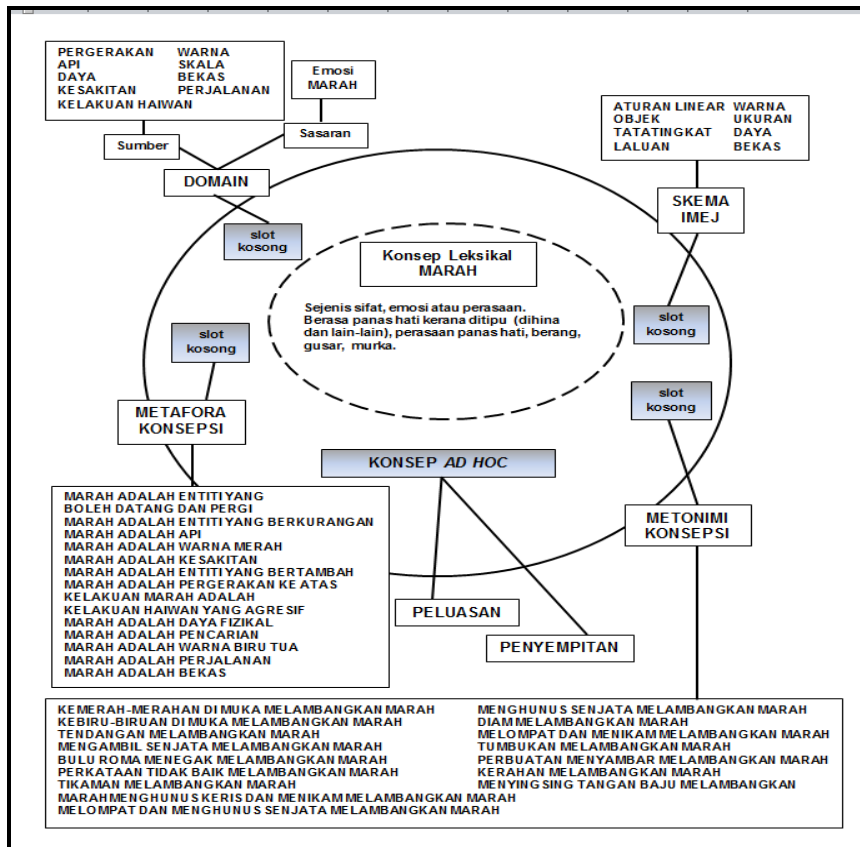 PERGERAKAN WARNA
API SKALA
DAYA BEKAS
KESAKITAN PERJALANAN
KELAKUAN HAIWAN
Emosi
MARAH
Sumber
Sasaran
DOMAIN
slot
kosong
ATURAN LINEAR WARNA
OBJEK UKURAN
TATATINGKAT DAYA
LALUAN BEKAS
SKEMA
IMEJ
slot
kosong
Konsep Leksikal
MARAH
Sejenis sifat, emosi atau perasaan.
Berasa panas hati kerana ditipu (dihina
dan lain-lain), perasaan panas hati, berang,
gusar, murka.
slot
kosong
METAFORA
KONSEPSI
slot
kosong
METONIMI
KONSEPSI
KONSEP AD HOC
PELUASAN
PENYEMPITAN
MARAH ADALAH ENTITI YANG
BOLEH DATANG DAN PERGI
MARAH ADALAH ENTITI YANG BERKURANGAN
MARAH ADALAH API
MARAH ADALAH WARNA MERAH
MARAH ADALAH KESAKITAN
MARAH ADALAH ENTITI YANG BERTAMBAH
MARAH ADALAH PERGERAKAN KE ATAS
KELAKUAN MARAH ADALAH
KELAKUAN HAIWAN YANG AGRESIF
MARAH ADALAH DAYA FIZIKAL
MARAH ADALAH PENCARIAN
MARAH ADALAH WARNA BIRU TUA
MARAH ADALAH PERJALANAN
MARAH ADALAH BEKAS
KEMERAH-MERAHAN DI MUKA MELAMBANGKAN MARAH
KEBIRU-BIRUAN DI MUKA MELAMBANGKAN MARAH
TENDANGAN MELAMBANGKAN MARAH
MENGAMBIL SENJATA MELAMBANGKAN MARAH
BULU ROMA MENEGAK MELAMBANGKAN MARAH
PERKATAAN TIDAK BAIK MELAMBANGKAN MARAH
TIKAMAN MELAMBANGKAN MARAH
MARAHMENGHUNUS KERIS DAN MENIKAM MELAMBANGKAN MARAH
MELOMPAT DAN MENGHUNUS SENJATA MELAMBANGKAN MARAH
MENGHUNUS SENJATA MELAMBANGKAN MARAH
DIAM MELAMBANGKAN MARAH
MELOMPAT DAN MENIKAM MELAMBANGKAN MARAH
TUMBUKAN MELAMBANGKAN MARAH
PERBUATAN MENYAMBAR MELAMBANGKAN MARAH
KERAHAN MELAMBANGKAN MARAH
MENYINGSING TANGAN BAJU MELAMBANGKAN